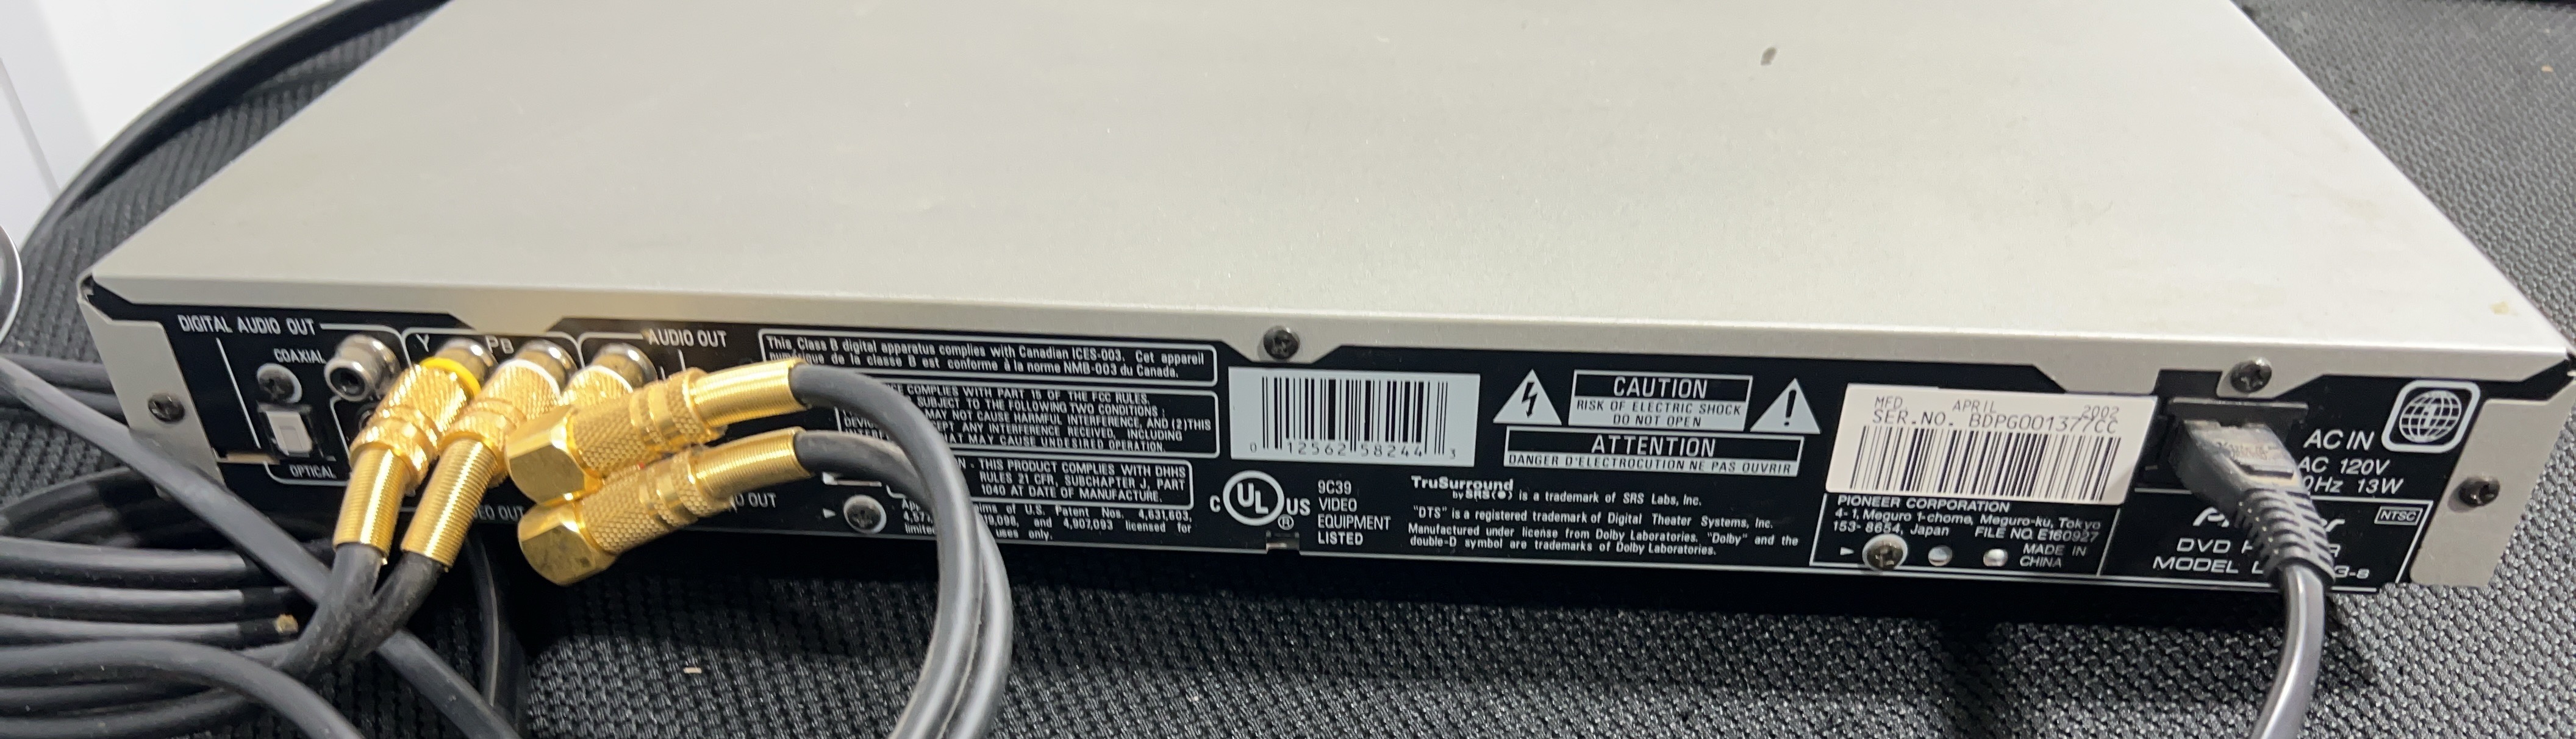 DIGITAL AUDIO OUT
COAXIAL
OPTICAL
Y
PB
AUDIO OUT
OUT
This Class B digital apparatus complies with Canadian ICES-003. Cet appareil
de la classe B est conforme à la norme NMB-003 du Canada.
COMPLIES WITH PART 15 OF THE FCC RULES.
SUBJECT TO THE FOLLOWING TWO CONDITIONS :
MAY NOT CAUSE HARMFUL INTERFERENCE, AND (2)THIS
ANY INTERFERENCE RECEIVED, INCLUDING
THAT MAY CAUSE UNDESIRED OPERATION.
- THIS PRODUCT COMPLIES WITH DHHS
RULES 21 CFR, SUBCHAPTER J, PART
1040 AT DATE OF MANUFACTURE.
of U.S. Patent Nos. 4,631,603,
and 4,907,093 licensed for
uses only.
0 12562 58244 3
C UL US ®
9C39
VIDEO
EQUIPMENT
LISTED
CAUTION
RISK OF ELECTRIC SHOCK
DO NOT OPEN
ATTENTION
DANGER D'ELECTROCUTION NE PAS OUVRIR
TruSurround
by SRS(●) is a trademark of SRS Labs, Inc.
"DTS" is a registered trademark of Digital Theater Systems, Inc.
Manufactured under license from Dolby Laboratories. "Dolby" and the
double-D symbol are trademarks of Dolby Laboratories.
MFD. APRIL 2002
SER.NO. BDPG001377CC
PIONEER CORPORATION
4-1, Meguro 1-chome, Meguro-ku, Tokyo
153-8654, Japan FILE NO. E160927
MADE IN
CHINA
AC IN
AC 120V
0Hz 13W
NTSC
DVD
MODEL
3-8